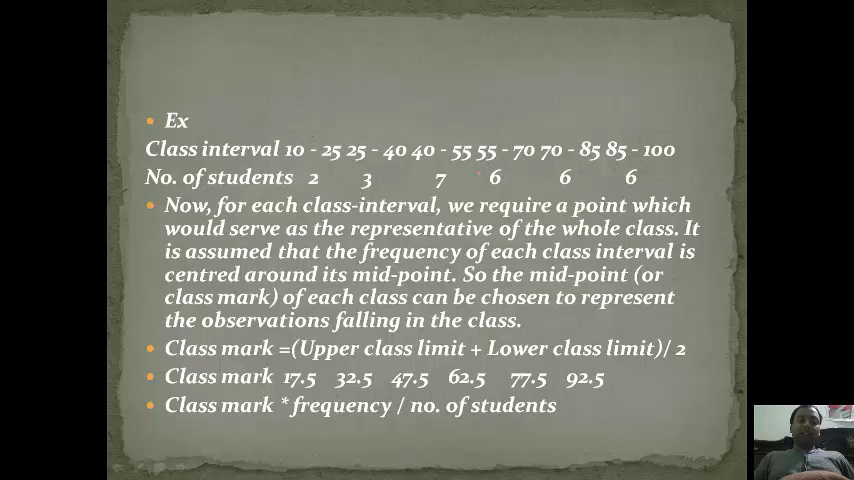 Ex
Class interval 10 - 25 25 - 40 40 - 55 55 - 70 70 - 85 85 - 100
No. of students 2 3 7 6 6 6
Now, for each class-interval, we require a point which
would serve as the representative of the whole class. It
is assumed that the frequency of each class interval is
centred around its mid-point. So the mid-point (or
class mark) of each class can be chosen to represent
the observations falling in the class.
Class mark =(Upper class limit + Lower class limit)/ 2
Class mark 17.5 32.5 47.5 62.5 77.5 92.5
Class mark * frequency / no. of students